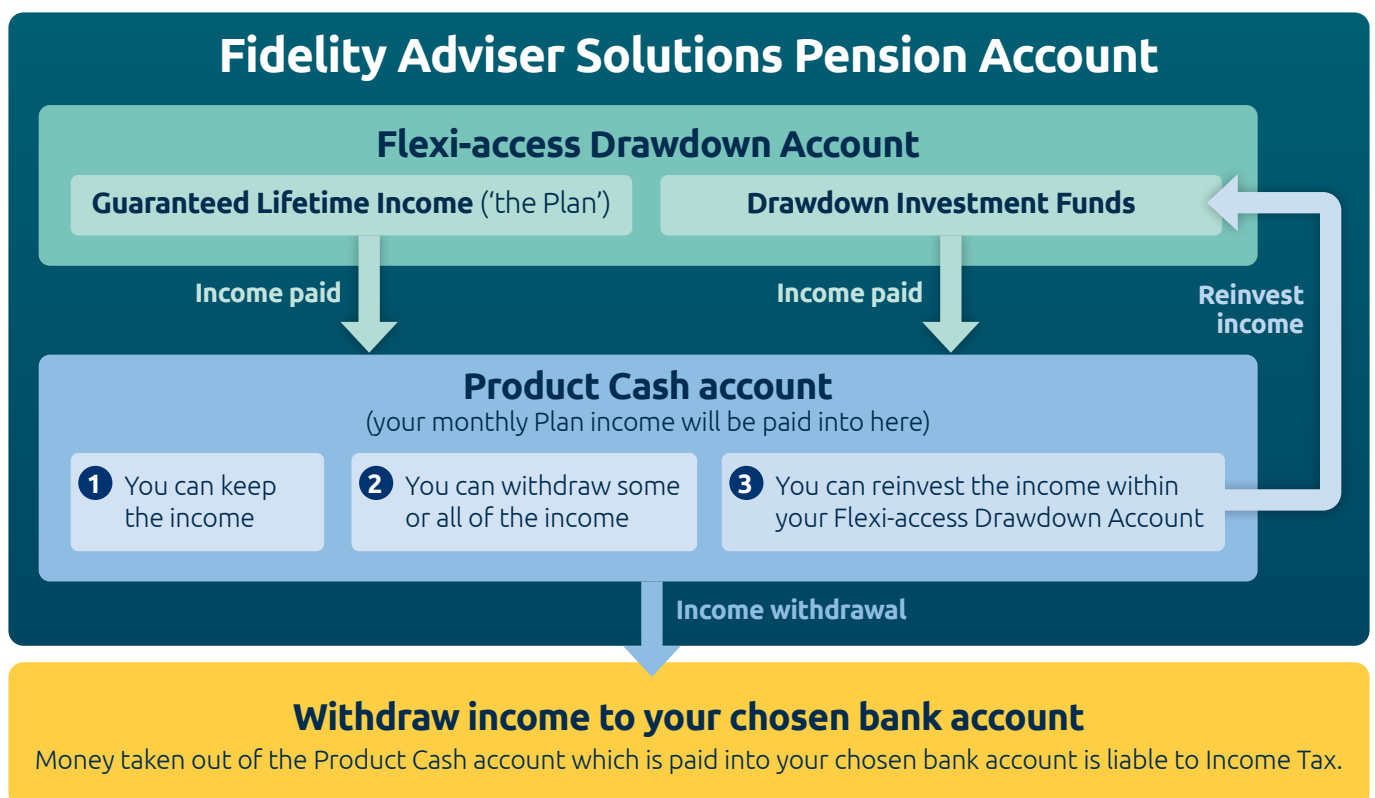 Fidelity Adviser Solutions Pension Account
Flexi-access Drawdown Account
Guaranteed Lifetime Income (‘the Plan’)
Drawdown Investment Funds
Income paid
Income paid
Reinvest
income
Product Cash account
(your monthly Plan income will be paid into here)
1 You can keep
the income
2 You can withdraw some
or all of the income
3 You can reinvest the income within
your Flexi-access Drawdown Account
Income withdrawal
Withdraw income to your chosen bank account
Money taken out of the Product Cash account which is paid into your chosen bank account is liable to Income Tax.